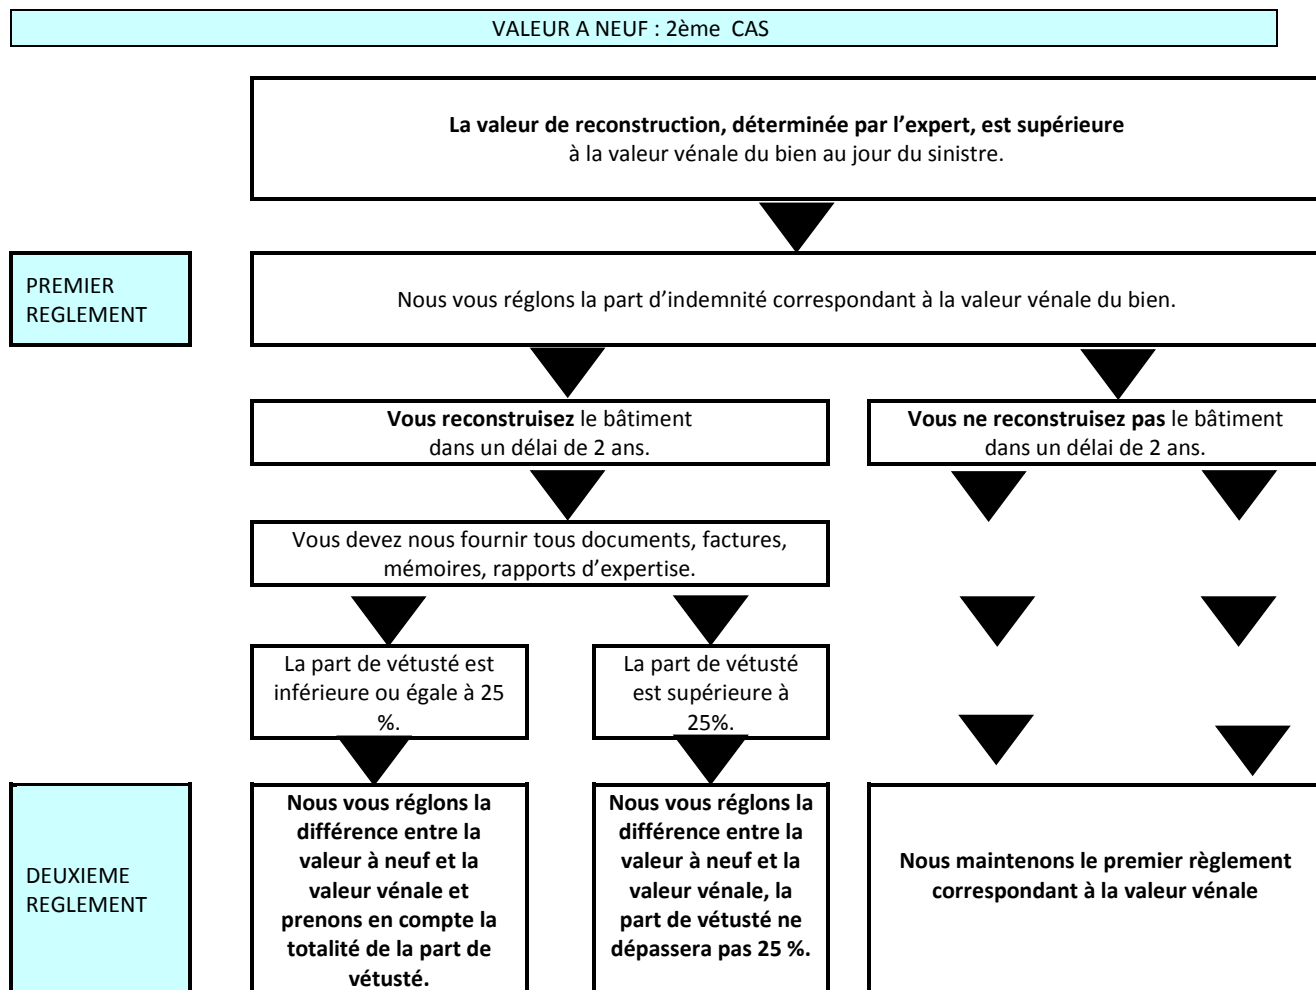 VALEUR A NEUF : 2ème CAS
La valeur de reconstruction, déterminée par l’expert, est supérieure
à la valeur vénale du bien au jour du sinistre.
PREMIER
REGLEMENT
Nous vous réglons la part d’indemnité correspondant à la valeur vénale du bien.
Vous reconstruisez le bâtiment
dans un délai de 2 ans.
Vous ne reconstruisez pas le bâtiment
dans un délai de 2 ans.
Vous devez nous fournir tous documents, factures,
mémoires, rapports d’expertise.
La part de vétusté est
inférieure ou égale à 25
%.
La part de vétusté
est supérieure à
25%.
DEUXIEME
REGLEMENT
Nous vous réglons la
différence entre la
valeur à neuf et la
valeur vénale et
prenons en compte la
totalité de la part de
vétusté.
Nous vous réglons la
différence entre la
valeur à neuf et la
valeur vénale, la
part de vétusté ne
dépassera pas 25 %.
Nous maintenons le premier règlement
correspondant à la valeur vénale